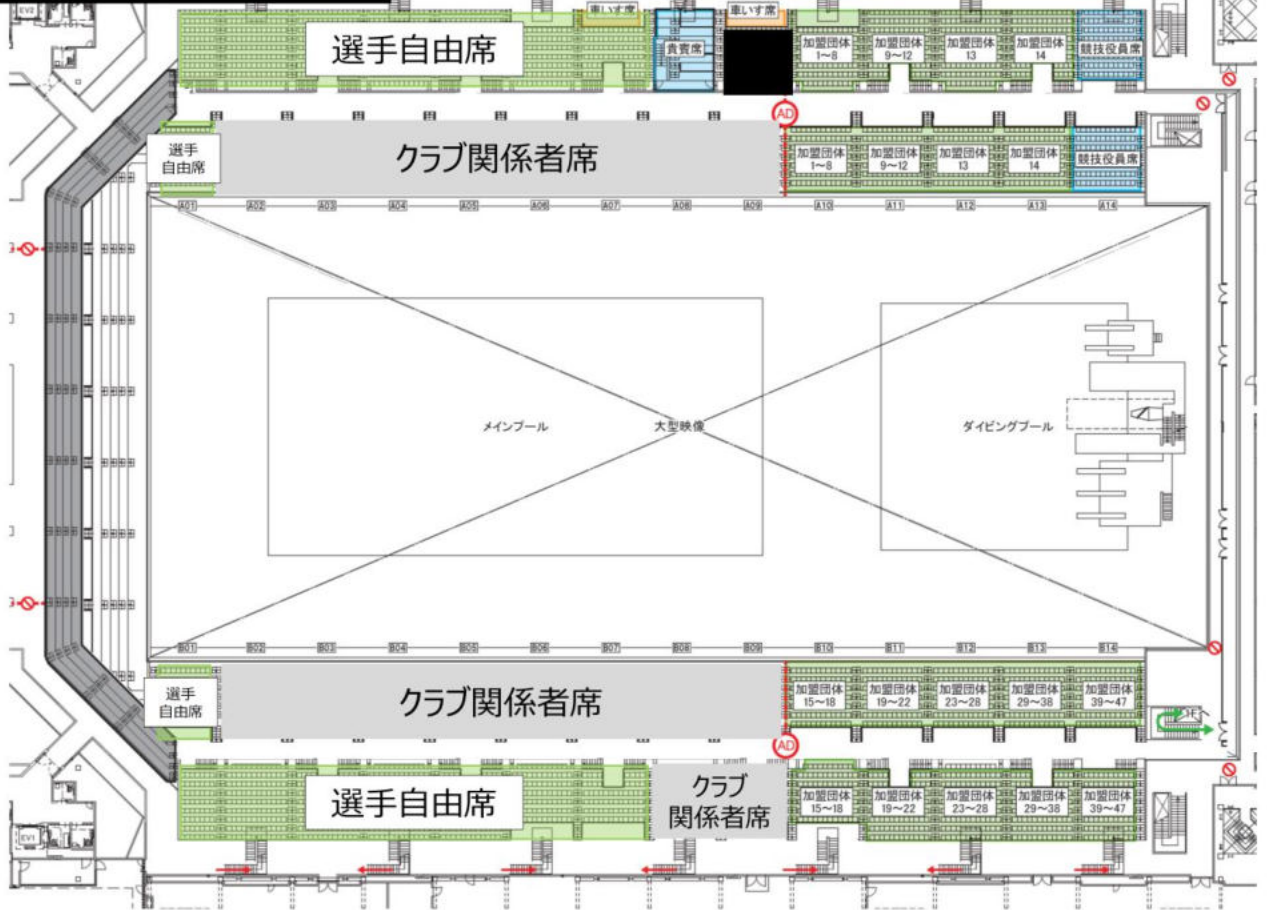 EV2
車いす席
車いす席
選手自由席
貴賓席
加盟団体
1～8
加盟団体
9～12
加盟団体
13
加盟団体
14
競技役員席
AD
選手
自由席
クラブ関係者席
加盟団体
1～8
加盟団体
9～12
加盟団体
13
加盟団体
14
競技役員席
A01
A02
A03
A04
A05
A06
A07
A08
A09
A10
A11
A12
A13
A14
メインプール
大型映像
ダイビングプール
B01
B02
B03
B04
B05
B06
B07
B08
B09
B10
B11
B12
B13
B14
選手
自由席
クラブ関係者席
加盟団体
15～18
加盟団体
19～22
加盟団体
23～28
加盟団体
29～38
加盟団体
39～47
AD
選手自由席
クラブ
関係者席
加盟団体
15～18
加盟団体
19～22
加盟団体
23～28
加盟団体
29～38
加盟団体
39～47
EV1